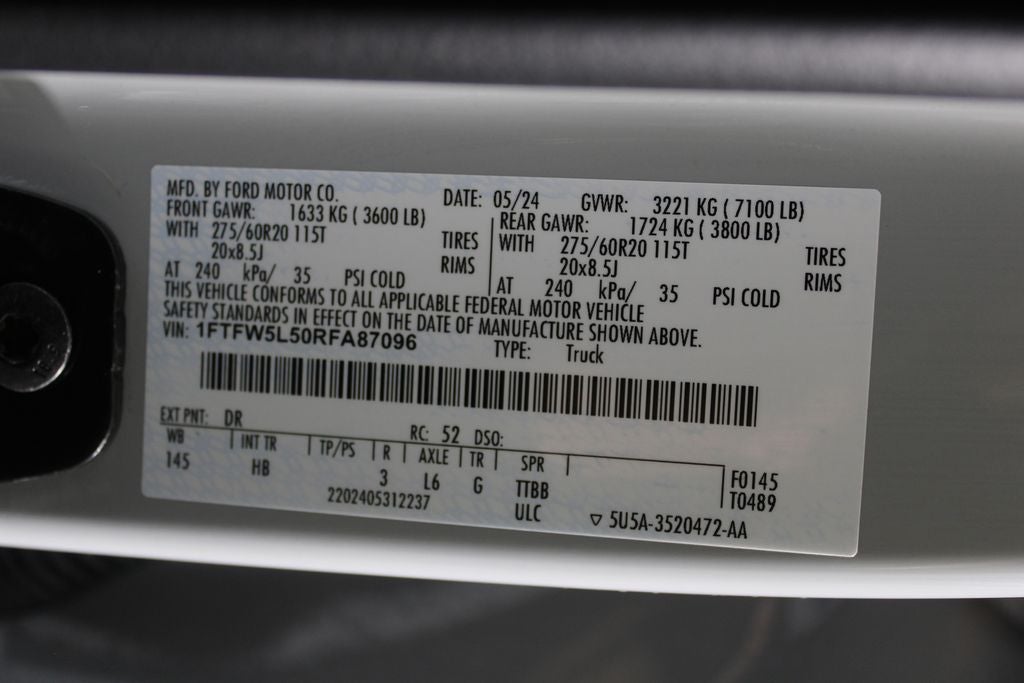 MFD. BY FORD MOTOR CO. DATE: 05/24 GVWR: 3221 KG ( 7100 LB)
FRONT GAWR: 1633 KG ( 3600 LB) REAR GAWR: 1724 KG ( 3800 LB)
WITH 275/60R20 115T TIRES WITH 275/60R20 115T TIRES
20x8.5J RIMS 20x8.5J RIMS
AT 240 kPa/ 35 PSI COLD AT 240 kPa/ 35 PSI COLD
THIS VEHICLE CONFORMS TO ALL APPLICABLE FEDERAL MOTOR VEHICLE
SAFETY STANDARDS IN EFFECT ON THE DATE OF MANUFACTURE SHOWN ABOVE.
VIN: 1FTFW5L50RFA87096 TYPE: Truck
EXT PNT: DR RC: 52 DSO:
WB INT TR TP/PS R AXLE TR SPR F0145
145 HB 3 L6 G TTBB T0489
2202405312237 ULC ▽ 5U5A-3520472-AA